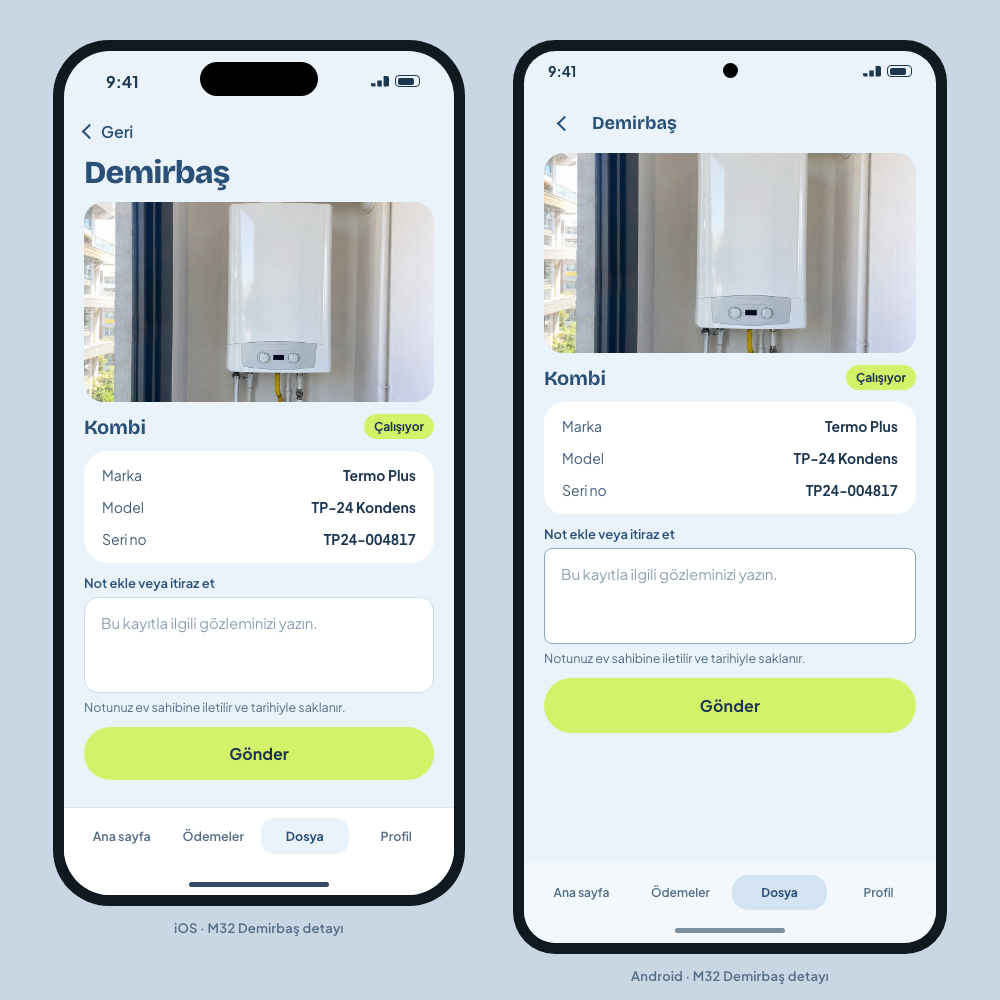 9:41
Geri
Demirbaş
Kombi
Çalışıyor
Marka
Termo Plus
Model
TP-24 Kondens
Seri no
TP24-004817
Not ekle veya itiraz et
Bu kayıtla ilgili gözleminizi yazın.
Notunuz ev sahibine iletilir ve tarihiyle saklanır.
Gönder
Ana sayfa
Ödemeler
Dosya
Profil
iOS · M32 Demirbaş detayı
9:41
Demirbaş
Kombi
Çalışıyor
Marka
Termo Plus
Model
TP-24 Kondens
Seri no
TP24-004817
Not ekle veya itiraz et
Bu kayıtla ilgili gözleminizi yazın.
Notunuz ev sahibine iletilir ve tarihiyle saklanır.
Gönder
Ana sayfa
Ödemeler
Dosya
Profil
Android · M32 Demirbaş detayı